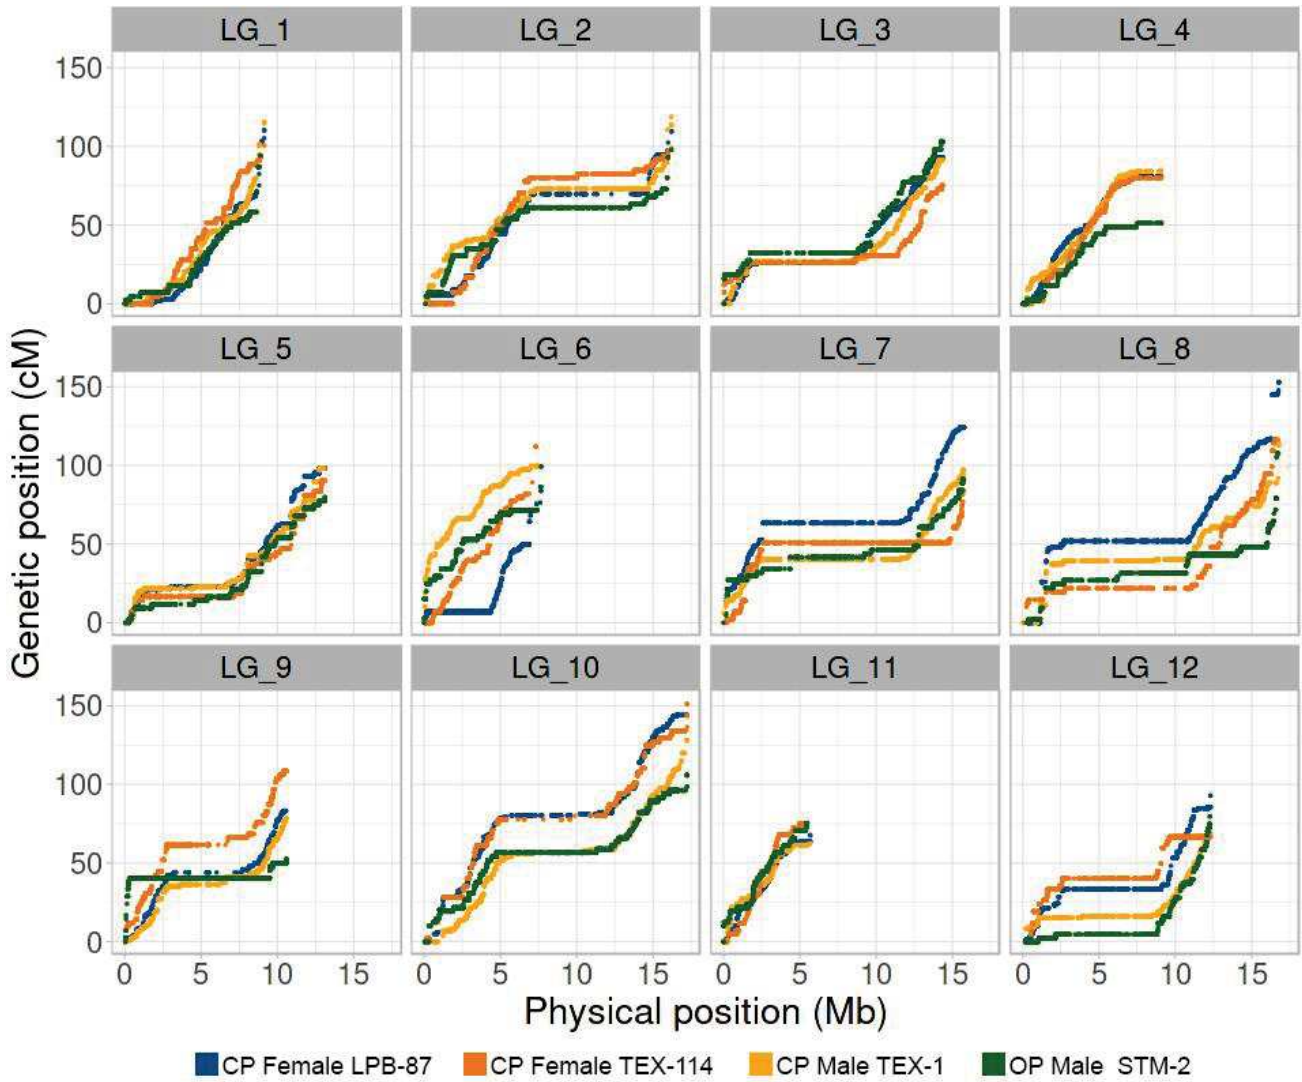 LG_1 LG_2 LG_3 LG_4
150
100
50
0
LG_5 LG_6 LG_7 LG_8
150
100
50
0
LG_9 LG_10 LG_11 LG_12
150
100
50
0
0 5 10 15 0 5 10 15 0 5 10 15 0 5 10 15
Genetic position (cM)
Physical position (Mb)
CP Female LPB-87 CP Female TEX-114 CP Male TEX-1 OP Male STM-2